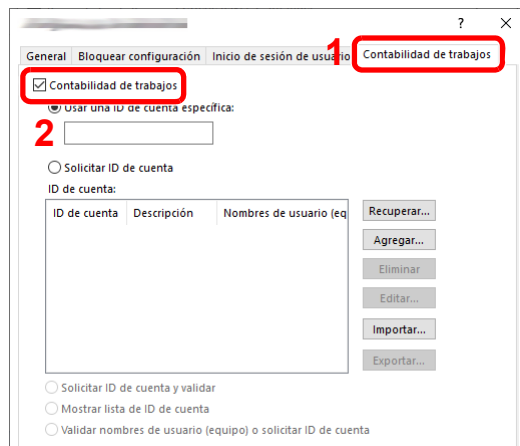 ?
General Bloquear configuración Inicio de sesión de usuario 1 Contabilidad de trabajos
Contabilidad de trabajos
Usar una ID de cuenta específica:
2
Solicitar ID de cuenta
ID de cuenta:
ID de cuenta Descripción Nombres de usuario (eq
Recuperar...
Agregar...
Eliminar
Editar...
Importar...
Exportar...
Solicitar ID de cuenta y validar
Mostrar lista de ID de cuenta
Validar nombres de usuario (equipo) o solicitar ID de cuenta